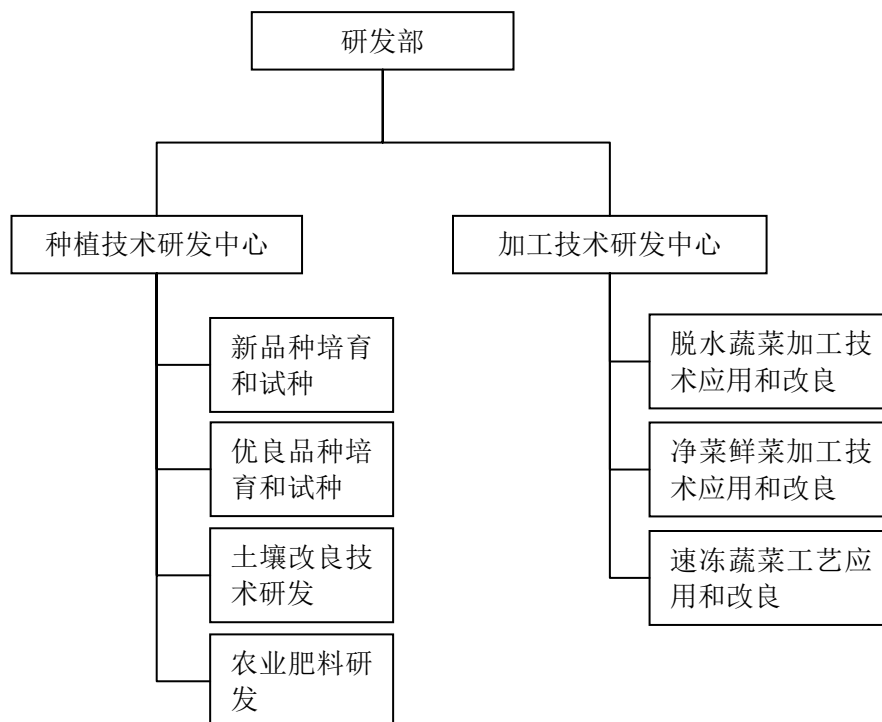 研发部
种植技术研发中心
加工技术研发中心
新品种培育
和试种
优良品种培
育和试种
土壤改良技
术研发
农业肥料研
发
脱水蔬菜加工技
术应用和改良
净菜鲜菜加工技
术应用和改良
速冻蔬菜工艺应
用和改良